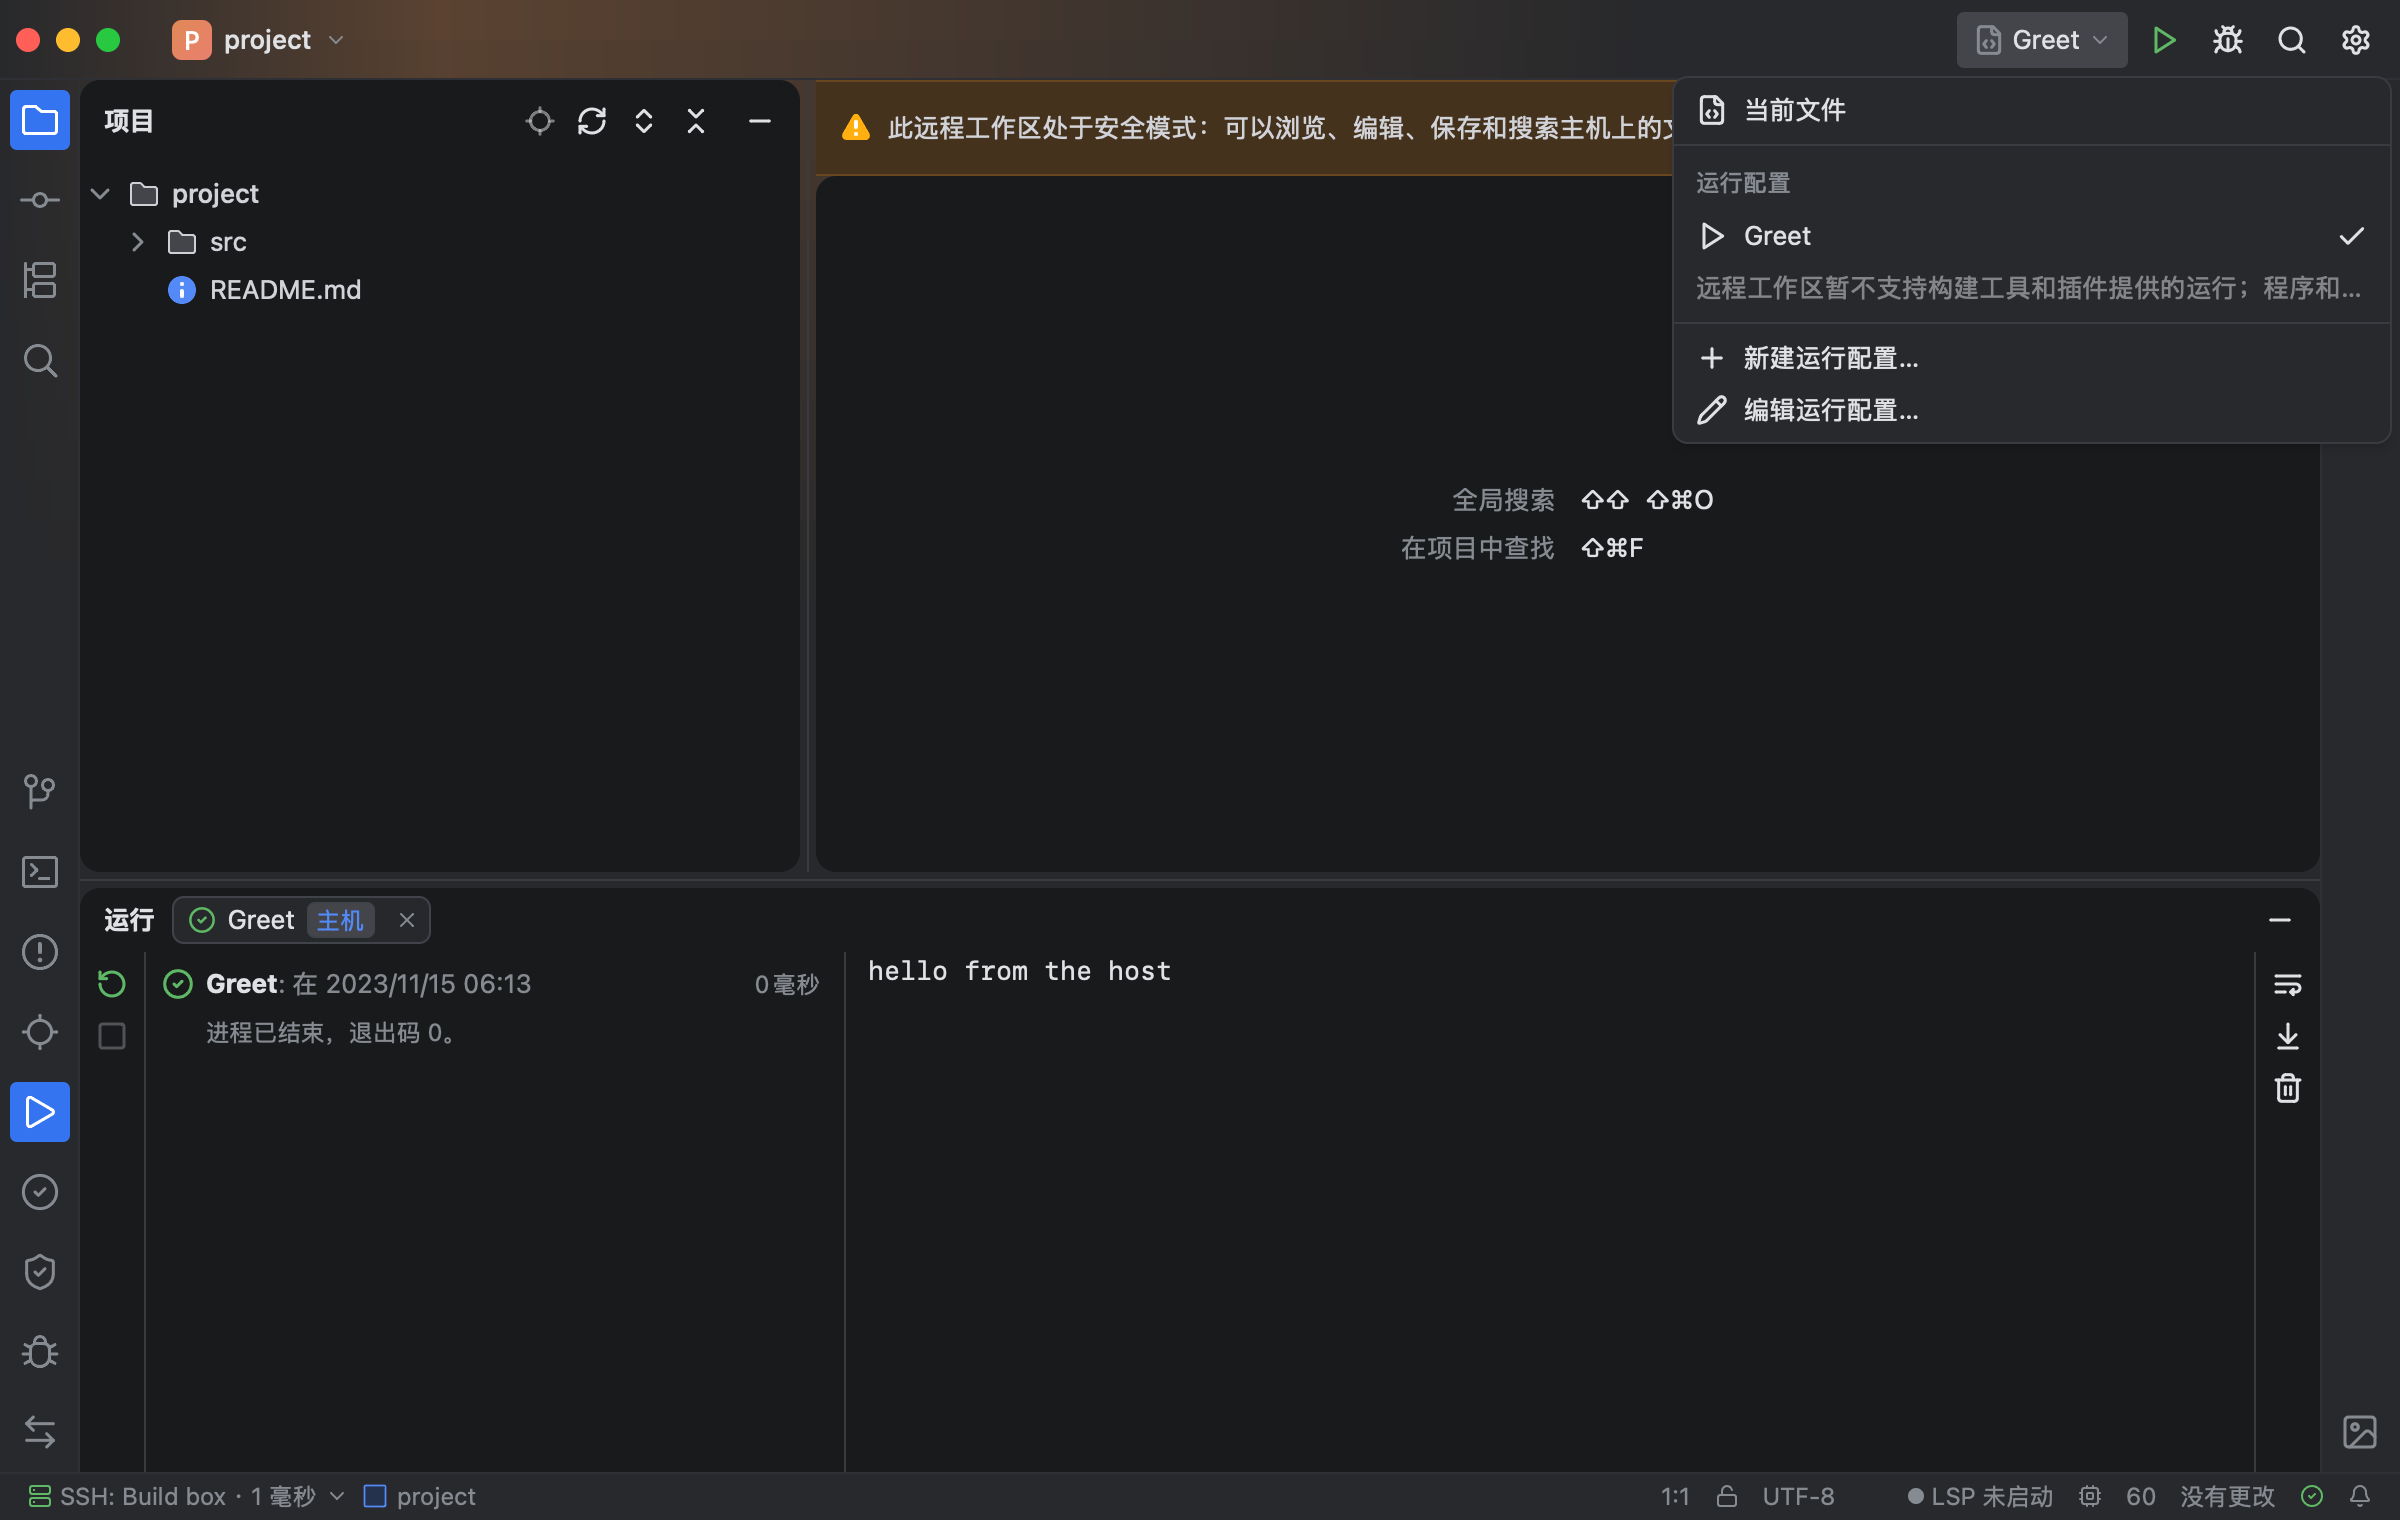 P project
Greet
项目
此远程工作区处于安全模式：可以浏览、编辑、保存和搜索主机上的
当前文件
运行配置
Greet
远程工作区暂不支持构建工具和插件提供的运行；程序和...
新建运行配置...
编辑运行配置...
project
src
README.md
全局搜索 ⇧⇧ ⇧⌘O
在项目中查找 ⇧⌘F
运行 Greet 主机
Greet: 在 2023/11/15 06:13 0 毫秒
进程已结束，退出码 0。
hello from the host
SSH: Build box · 1 毫秒 project 1:1 UTF-8 LSP 未启动 60 没有更改